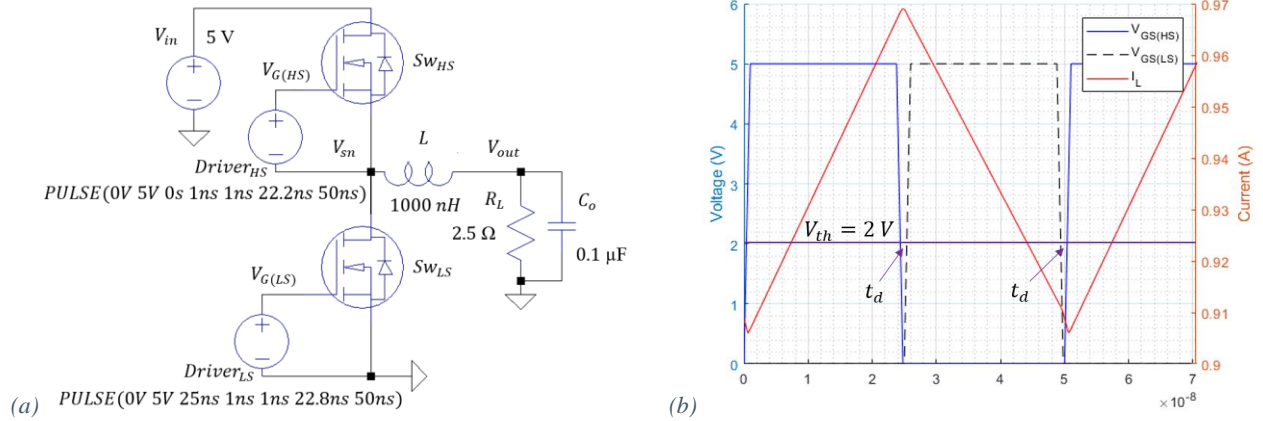 V_in
5 V
Sw_HS
V_G(HS)
L
V_sn
V_out
Driver_HS
PULSE(0V 5V 0s 1ns 1ns 22.2ns 50ns)
1000 nH
R_L
C_o
2.5 Ω
0.1 μF
Sw_LS
V_G(LS)
Driver_LS
PULSE(0V 5V 25ns 1ns 1ns 22.8ns 50ns)
(a)
6
5
4
3
2
1
0
Voltage (V)
V_GS(HS)
V_GS(LS)
I_L
V_th = 2 V
t_d
t_d
0.97
0.96
0.95
0.94
0.93
0.92
0.91
0.9
Current (A)
0 1 2 3 4 5 6 7
×10^-8
(b)